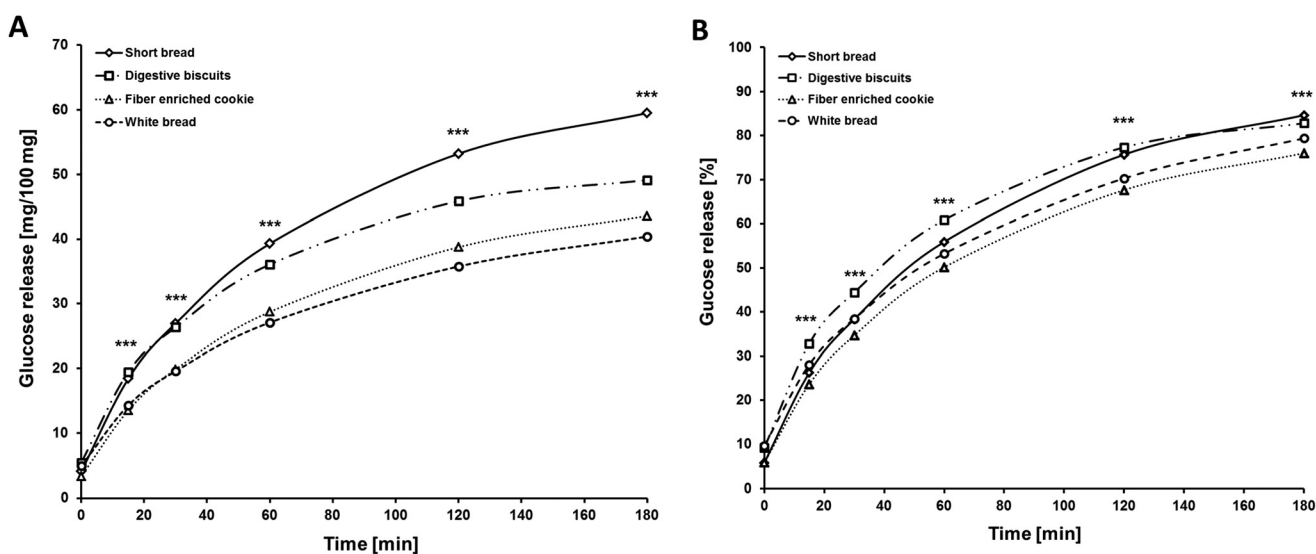 A
Glucose release [mg/100 mg]
70
60
50
40
30
20
10
0
Short bread
Digestive biscuits
Fiber enriched cookie
White bread
***
***
***
***
***
0 20 40 60 80 100 120 140 160 180
Time [min]
B
Gucose release [%]
100
90
80
70
60
50
40
30
20
10
0
Short bread
Digestive biscuits
Fiber enriched cookie
White bread
***
***
***
***
***
0 20 40 60 80 100 120 140 160 180
Time [min]